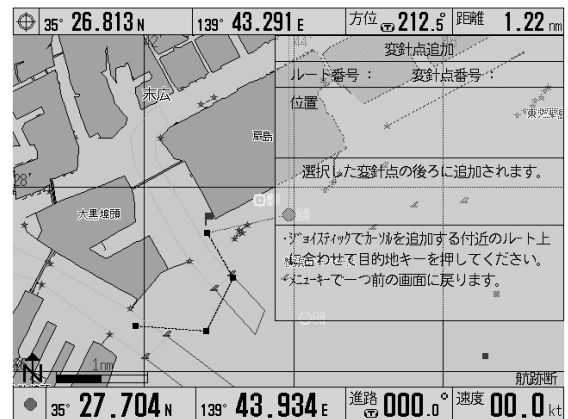 35° 26.813 N 139° 43.291 E 方位 212.5° 距離 1.22 nm
変針点追加
ルート番号： 変針点番号：
位置
末広
扇島
28'
選択した変針点の後ろに追加されます。
大黒埠頭
･ｼﾞｮｲｽﾃｨｯｸでｶｰｿﾙを追加する付近のルート上に合わせて目的地キーを押してください。
･ﾒﾆｭｰｷｰで一つ前の画面に戻ります。
N
1nm
航跡断
35° 27.704 N 139° 43.934 E 進路 000.0° 速度 00.0 kt